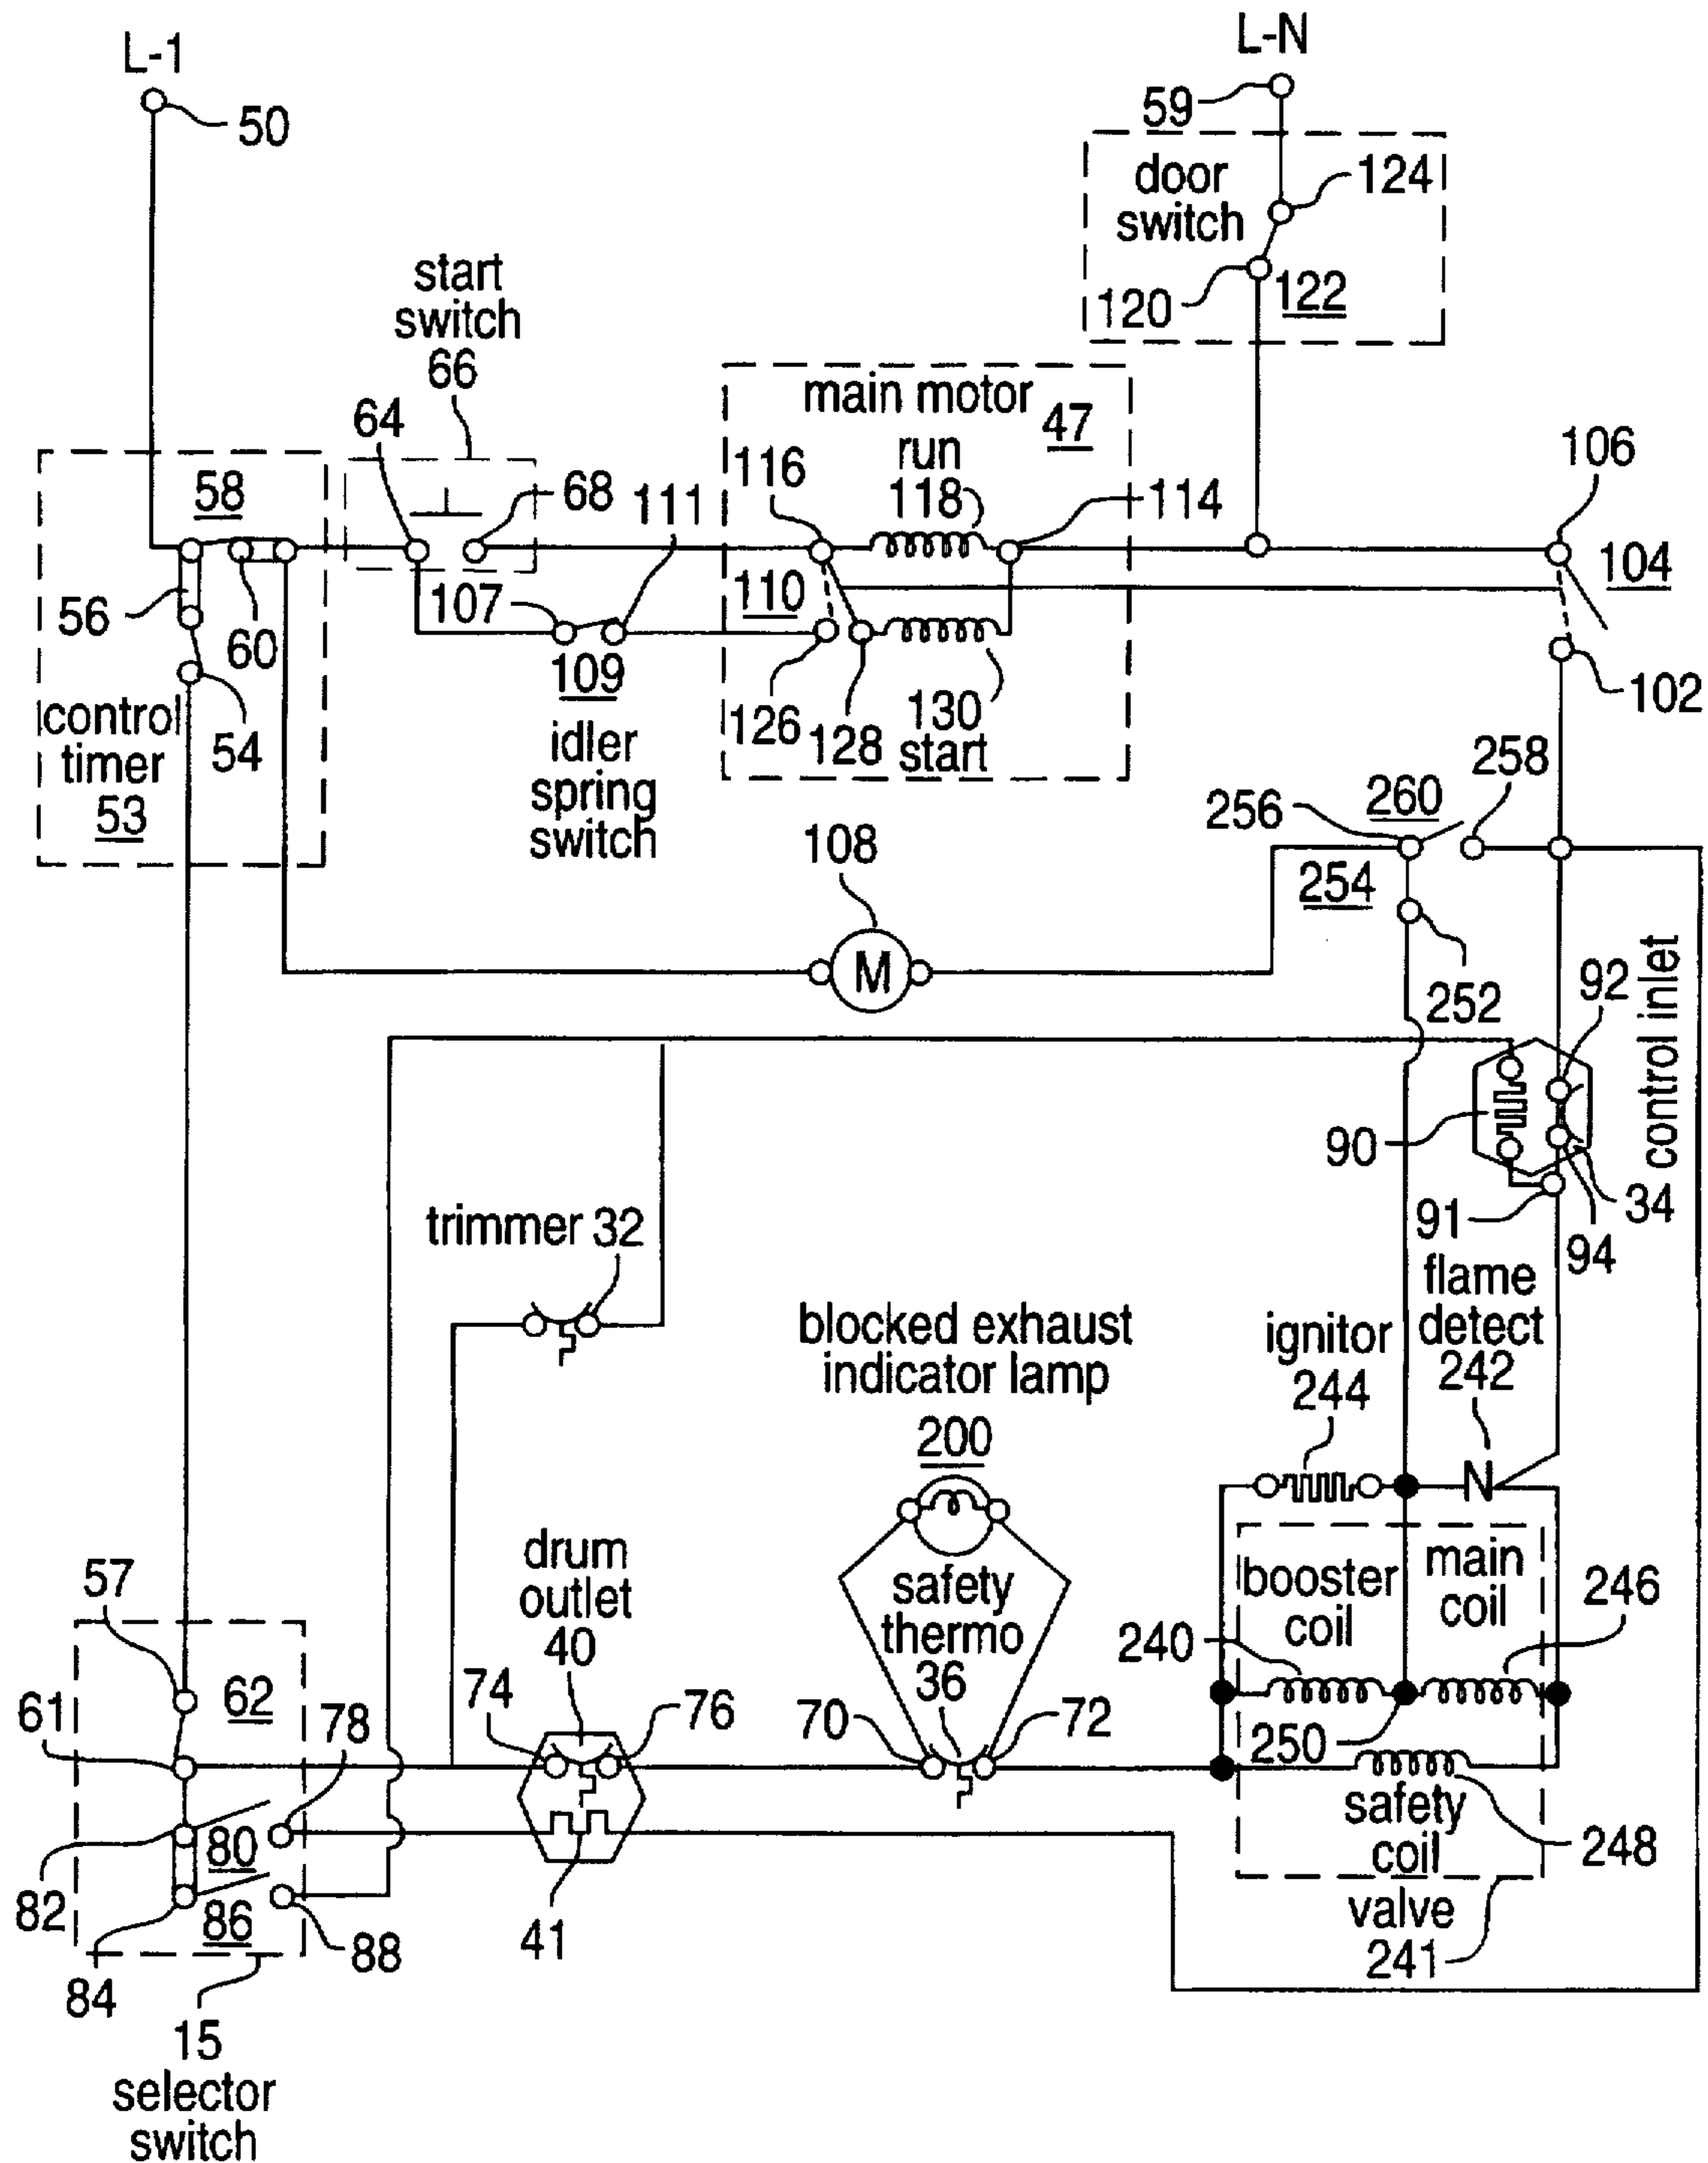 L-1
L-N
50
59
door
switch
124
120
122
start
switch
66
main motor
47
run
118
64
58
68
111
116
114
106
104
56
60
107
110
109
126
128
130
start
102
control
timer
53
54
idler
spring
switch
258
256
260
254
252
108
M
92
control inlet
90
91
34
94
trimmer 32
blocked exhaust
indicator lamp
200
ignitor
244
flame
detect
242
N
57
drum
outlet
40
safety
thermo
36
booster
coil
main
coil
246
240
61
62
78
74
76
70
72
250
safety
coil
248
82
80
86
84
88
41
valve
241
15
selector
switch